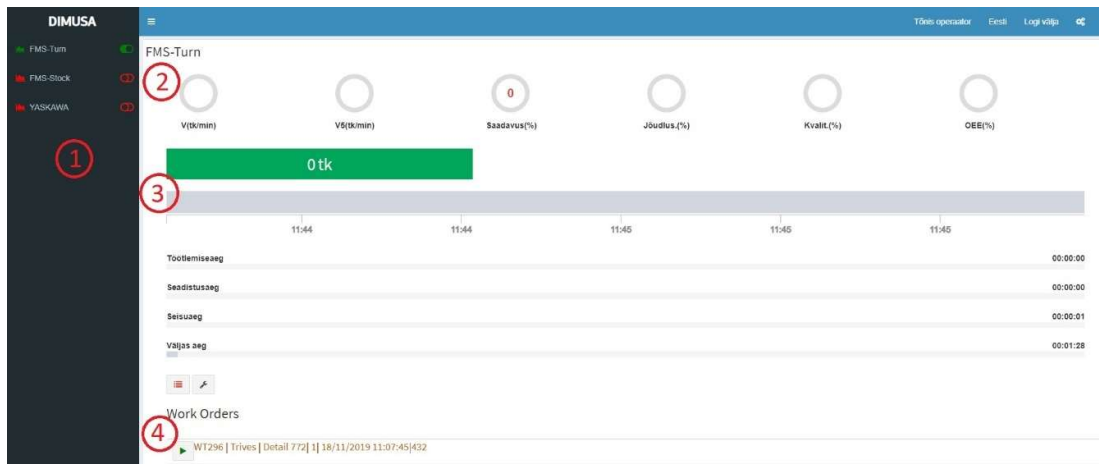 DIMUSA
Tõnis operaator Eesti Logi välja
FMS-Turn
FMS-Stock
YASKAWA
1
FMS-Turn
2
0
V(tk/min) V5(tk/min) Saadavus(%) Jõudlus.(%) Kvalit.(%) OEE(%)
0 tk
3
11:44 11:44 11:45 11:45 11:45
Töötlemiseaeg 00:00:00
Seadistusaeg 00:00:00
Seisuaeg 00:00:01
Väljas aeg 00:01:28
Work Orders
4
WT296 | Trives | Detail 772| 1| 18/11/2019 11:07:45|432